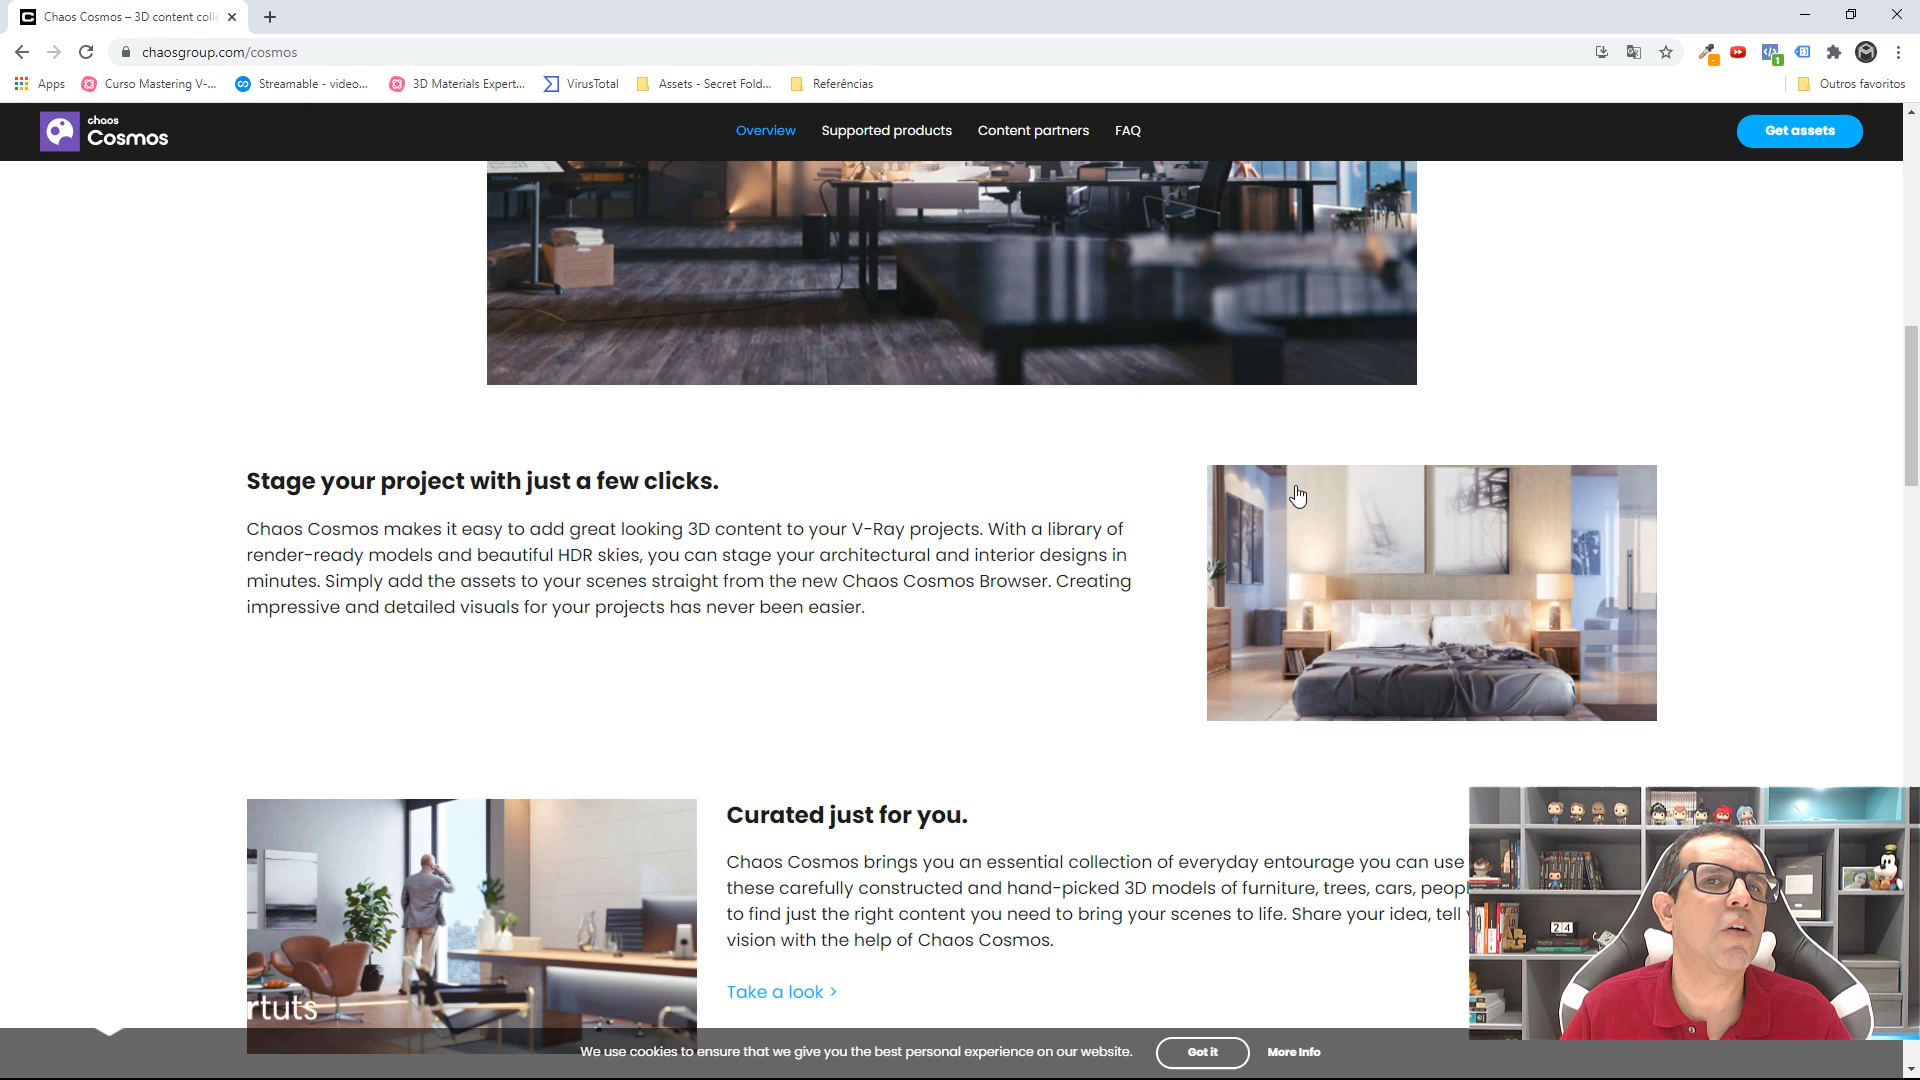 Chaos Cosmos – 3D content colle
chaosgroup.com/cosmos
Apps
Curso Mastering V-...
Streamable - video...
3D Materials Expert...
VirusTotal
Assets - Secret Fold...
Referências
Outros favoritos
chaos
Cosmos
Overview
Supported products
Content partners
FAQ
Get assets
Stage your project with just a few clicks.
Chaos Cosmos makes it easy to add great looking 3D content to your V-Ray projects. With a library of
render-ready models and beautiful HDR skies, you can stage your architectural and interior designs in
minutes. Simply add the assets to your scenes straight from the new Chaos Cosmos Browser. Creating
impressive and detailed visuals for your projects has never been easier.
Curated just for you.
Chaos Cosmos brings you an essential collection of everyday entourage you can use
these carefully constructed and hand-picked 3D models of furniture, trees, cars, peopl
to find just the right content you need to bring your scenes to life. Share your idea, tell
vision with the help of Chaos Cosmos.
Take a look >
rtuts
24
We use cookies to ensure that we give you the best personal experience on our website.
Got it
More Info